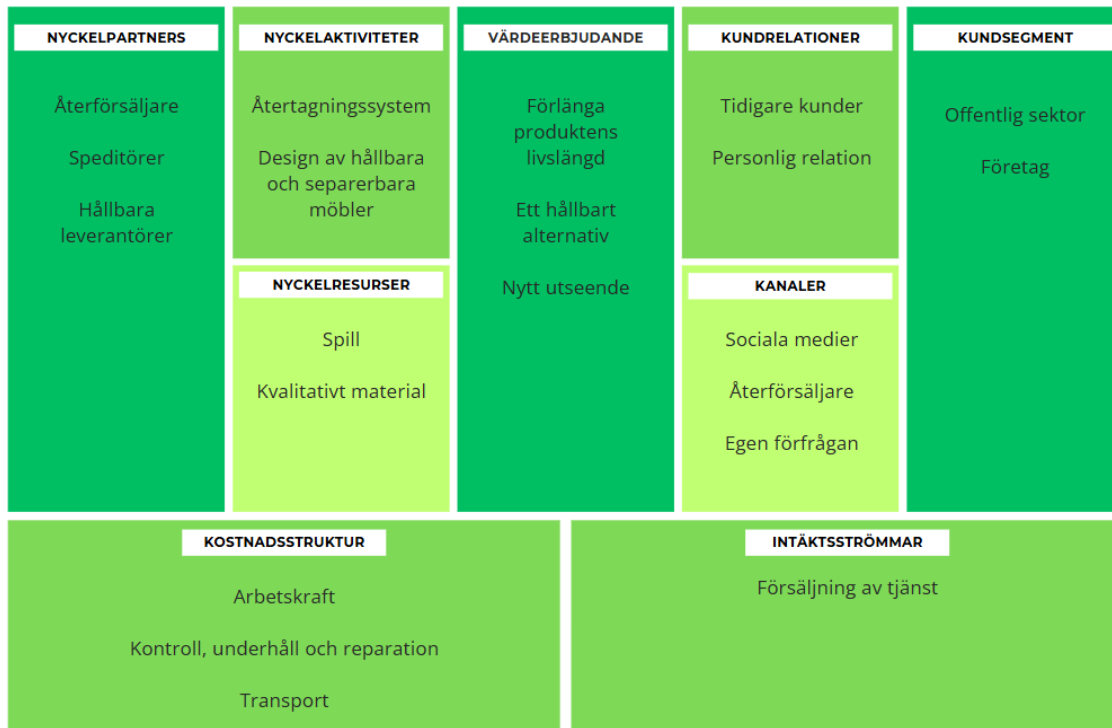 NYCKELPARTNERS
Återförsäljare
Speditörer
Hållbara
leverantörer
NYCKELAKTIVITETER
Återtagningssystem
Design av hållbara
och separerbara
möbler
NYCKELRESURSER
Spill
Kvalitativt material
VÄRDEERBJUDANDE
Förlänga
produktens
livslängd
Ett hållbart
alternativ
Nytt utseende
KUNDRELATIONER
Tidigare kunder
Personlig relation
KANALER
Sociala medier
Återförsäljare
Egen förfrågan
KUNDSEGMENT
Offentlig sektor
Företag
KOSTNADSSTRUKTUR
Arbetskraft
Kontroll, underhåll och reparation
Transport
INTÄKTSSTRÖMMAR
Försäljning av tjänst